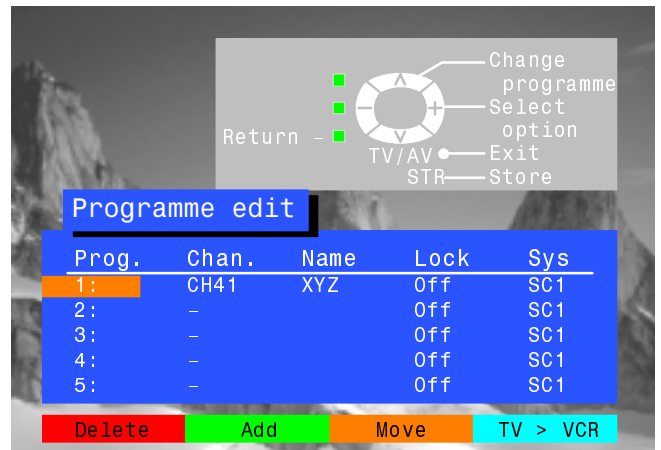 Change
programme
Select
option
Return –
TV/AV Exit
STR Store
Programme edit
Prog. Chan. Name Lock Sys
1: CH41 XYZ Off SC1
2: – Off SC1
3: – Off SC1
4: – Off SC1
5: – Off SC1
Delete Add Move TV > VCR